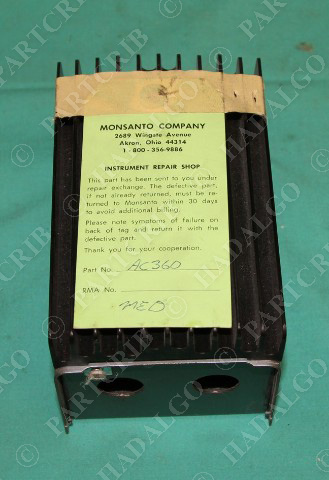 MONSANTO COMPANY
2689 Wingate Avenue
Akron, Ohio 44314
1-800-356-9886
INSTRUMENT REPAIR SHOP
This part has been sent to you under
repair exchange. The defective part,
if not already returned, must be re-
turned to Monsanto within 30 days
to avoid additional billing.
Please note symptoms of failure on
back of tag and return it with the
defective part.
Thank you for your cooperation.
Part No. AC360
RMA No.
PARTCRIB
HADALGO